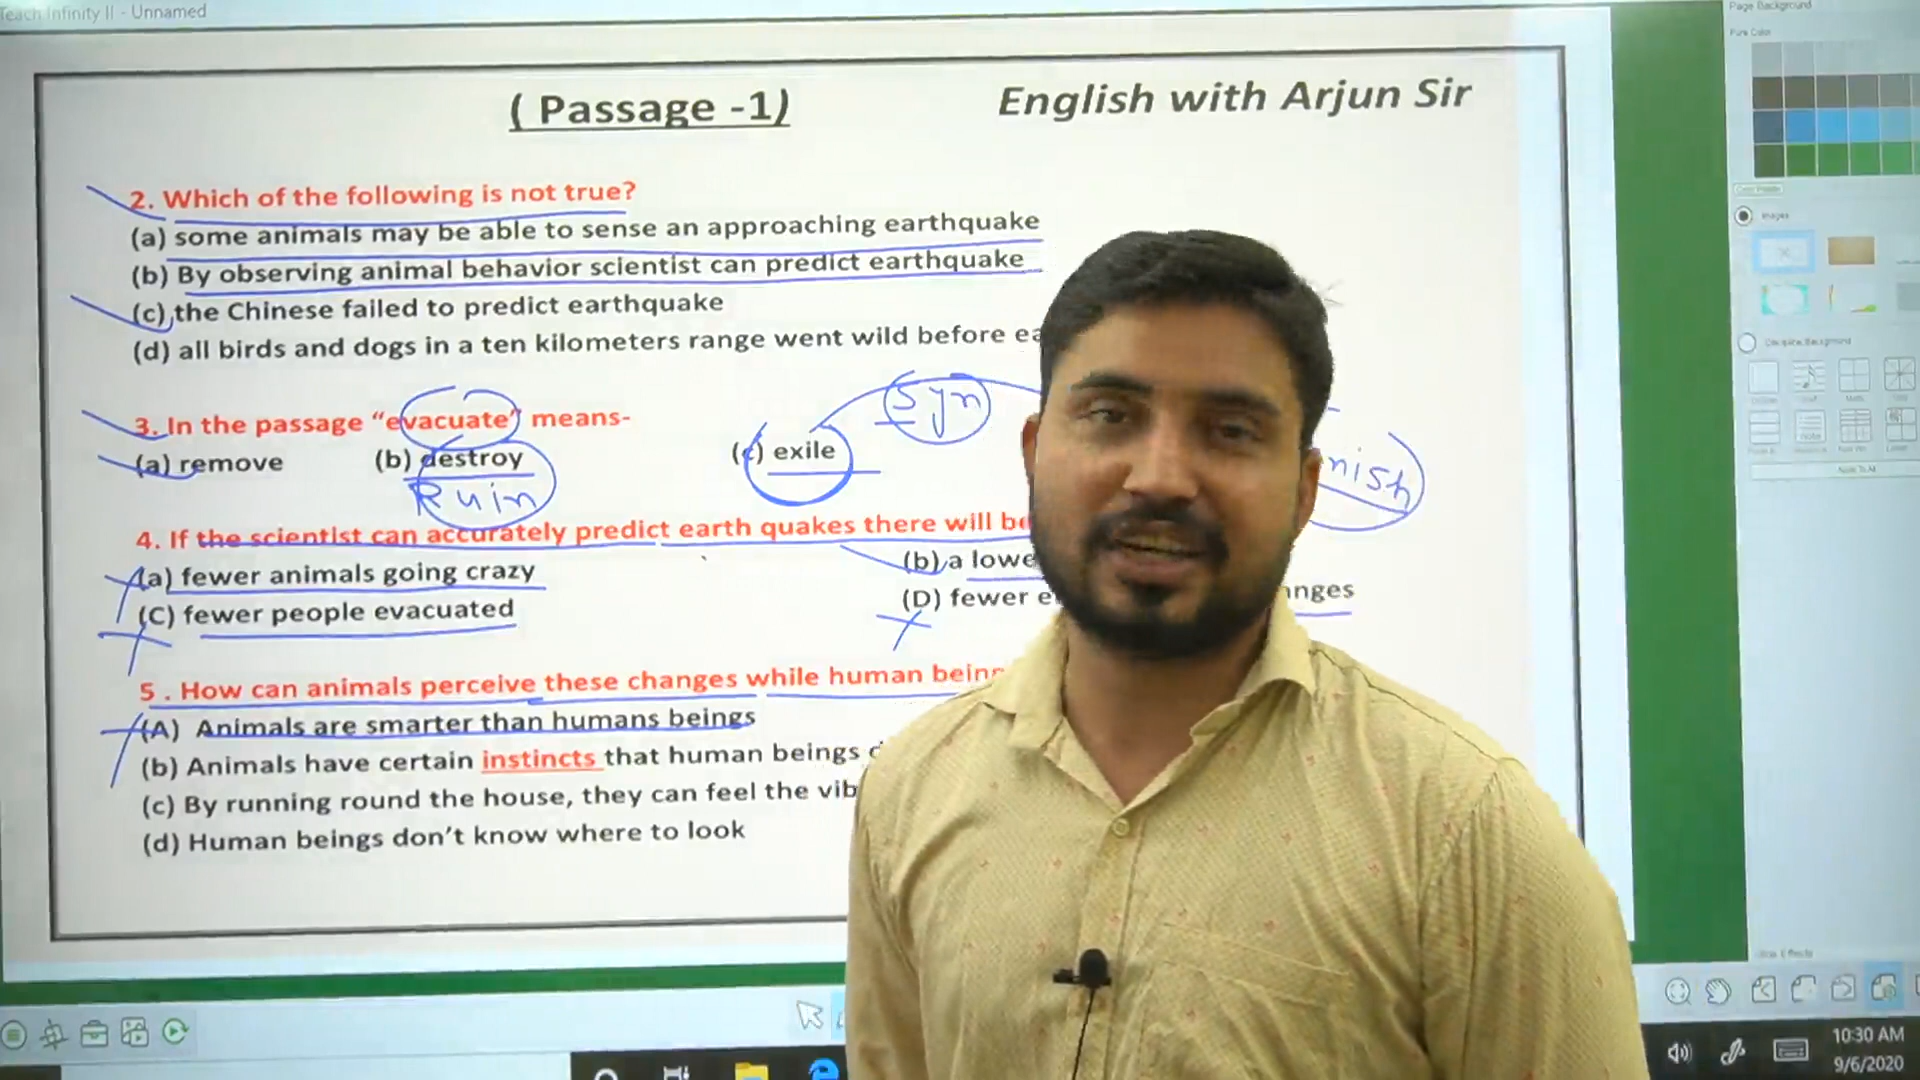 Teach Infinity II - Unnamed
Page Background
Pure Color
( Passage -1)
English with Arjun Sir
2. Which of the following is not true?
(a) some animals may be able to sense an approaching earthquake
(b) By observing animal behavior scientist can predict earthquake
(c) the Chinese failed to predict earthquake
(d) all birds and dogs in a ten kilometers range went wild before
Images
3. In the passage “evacuate” means-
Syn
(a) remove (b) destroy (c) exile
nish
Ruin
4. If the scientist can accurately predict earth quakes there will be
(a) fewer animals going crazy (b) a lowe
(C) fewer people evacuated (D) fewer e nges
5 . How can animals perceive these changes while human bein
(A) Animals are smarter than humans beings
(b) Animals have certain instincts that human beings
(c) By running round the house, they can feel the vib
(d) Human beings don’t know where to look
10:30 AM
9/6/2020